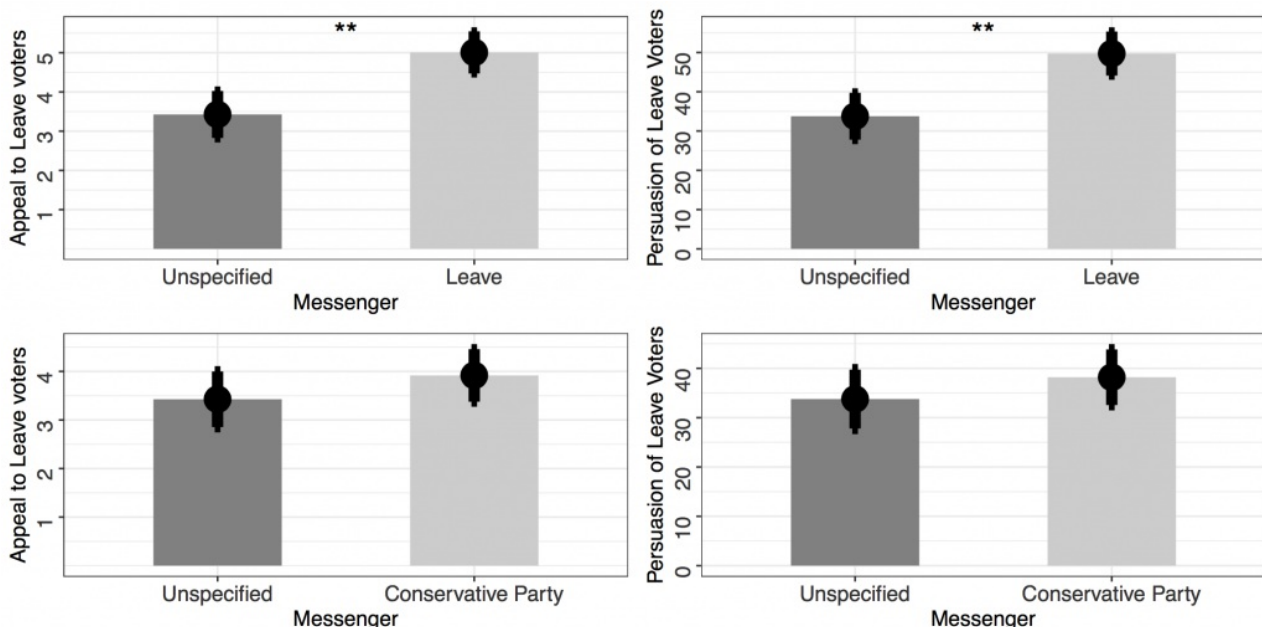 **
Appeal to Leave voters
5
4
3
2
1
Unspecified
Leave
Messenger
**
Persuasion of Leave Voters
50
40
30
20
10
0
Unspecified
Leave
Messenger
Appeal to Leave voters
4
3
2
1
Unspecified
Conservative Party
Messenger
Persuasion of Leave Voters
40
30
20
10
0
Unspecified
Conservative Party
Messenger